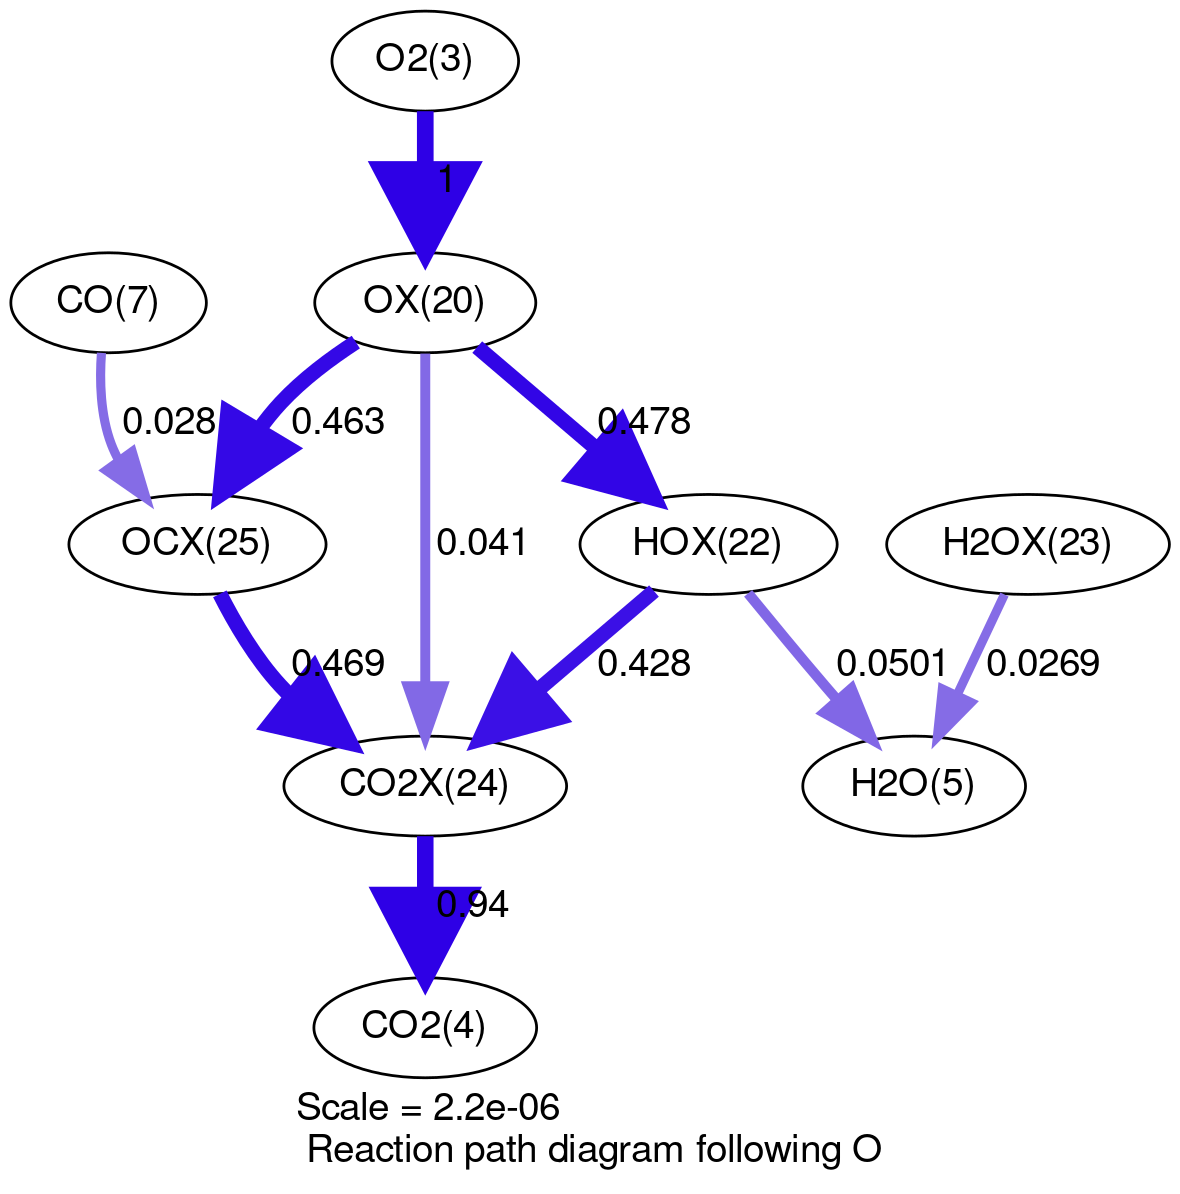 O2(3)
1
CO(7)
OX(20)
0.028
0.463
0.478
OCX(25)
0.041
HOX(22)
H2OX(23)
0.469
0.428
0.0501
0.0269
CO2X(24)
H2O(5)
0.94
CO2(4)
Scale = 2.2e-06
Reaction path diagram following O